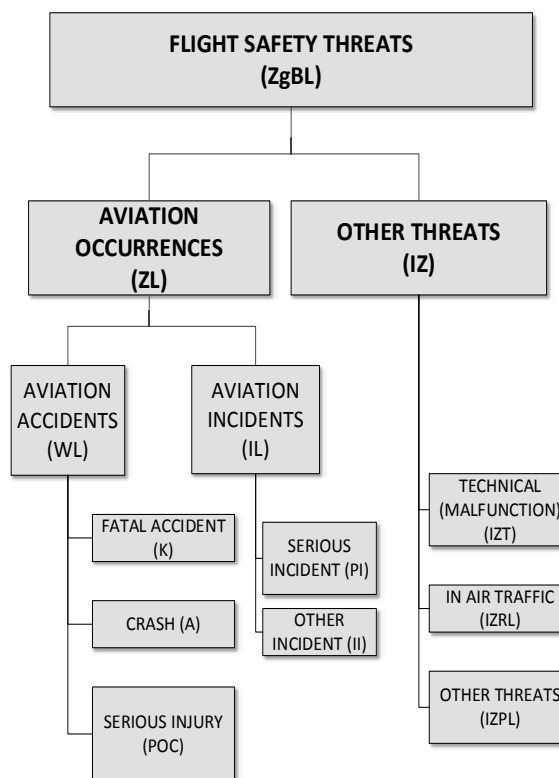 FLIGHT SAFETY THREATS
(ZgBL)
AVIATION
OCCURRENCES
(ZL)
OTHER THREATS
(IZ)
AVIATION
ACCIDENTS
(WL)
AVIATION
INCIDENTS
(IL)
FATAL ACCIDENT
(K)
CRASH (A)
SERIOUS INJURY
(POC)
SERIOUS
INCIDENT (PI)
OTHER
INCIDENT (II)
TECHNICAL
(MALFUNCTION)
(IZT)
IN AIR TRAFFIC
(IZRL)
OTHER THREATS
(IZPL)